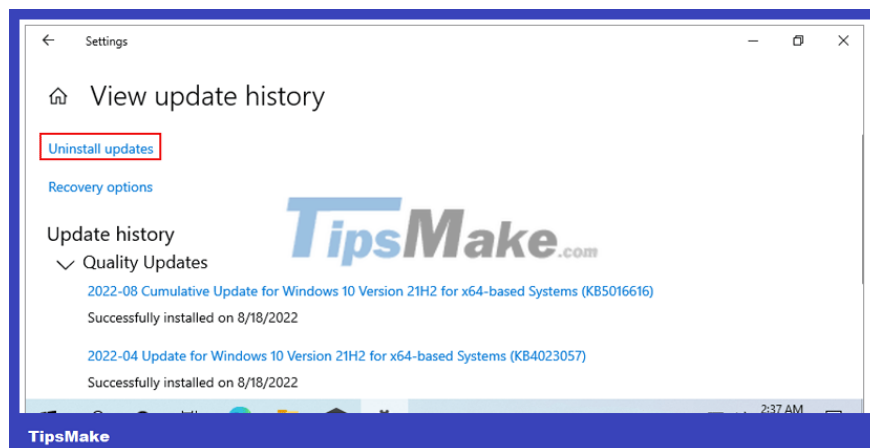 Settings
View update history
Uninstall updates
Recovery options
TipsMake.com
Update history
Quality Updates
2022-08 Cumulative Update for Windows 10 Version 21H2 for x64-based Systems (KB5016616)
Successfully installed on 8/18/2022
2022-04 Update for Windows 10 Version 21H2 for x64-based Systems (KB4023057)
Successfully installed on 8/18/2022
2:37 AM
TipsMake